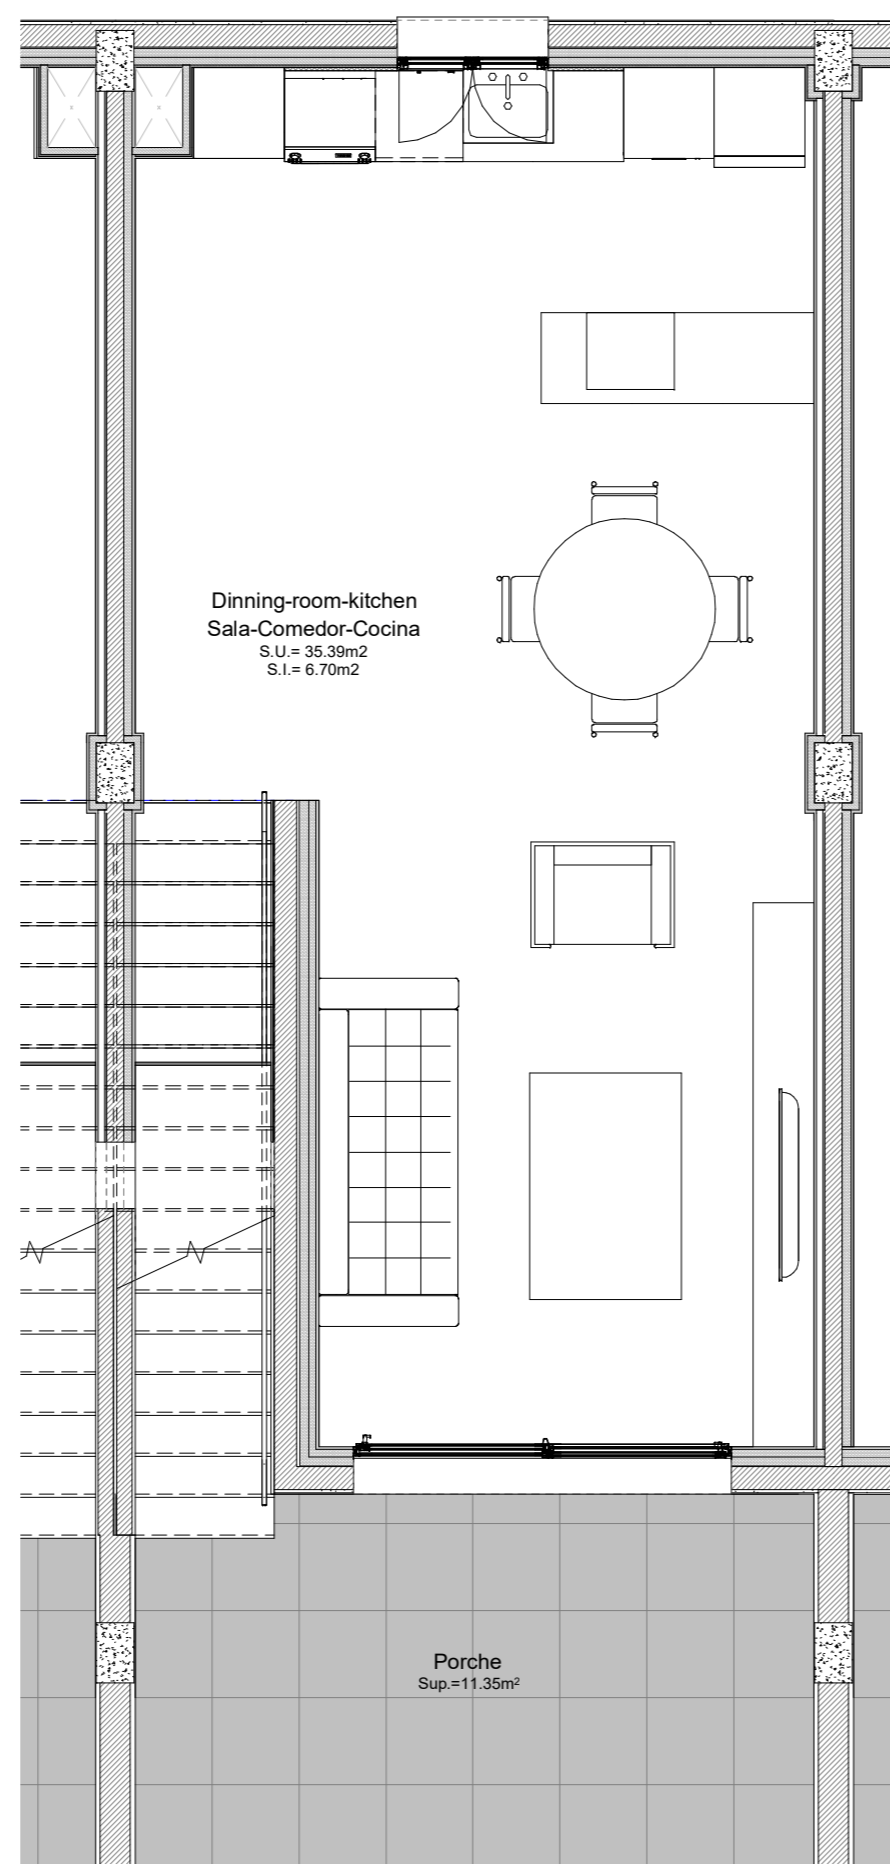 Dinning-room-kitchen
Sala-Comedor-Cocina
S.U.= 35.39m2
S.I.= 6.70m2
Porche
Sup.=11.35m²